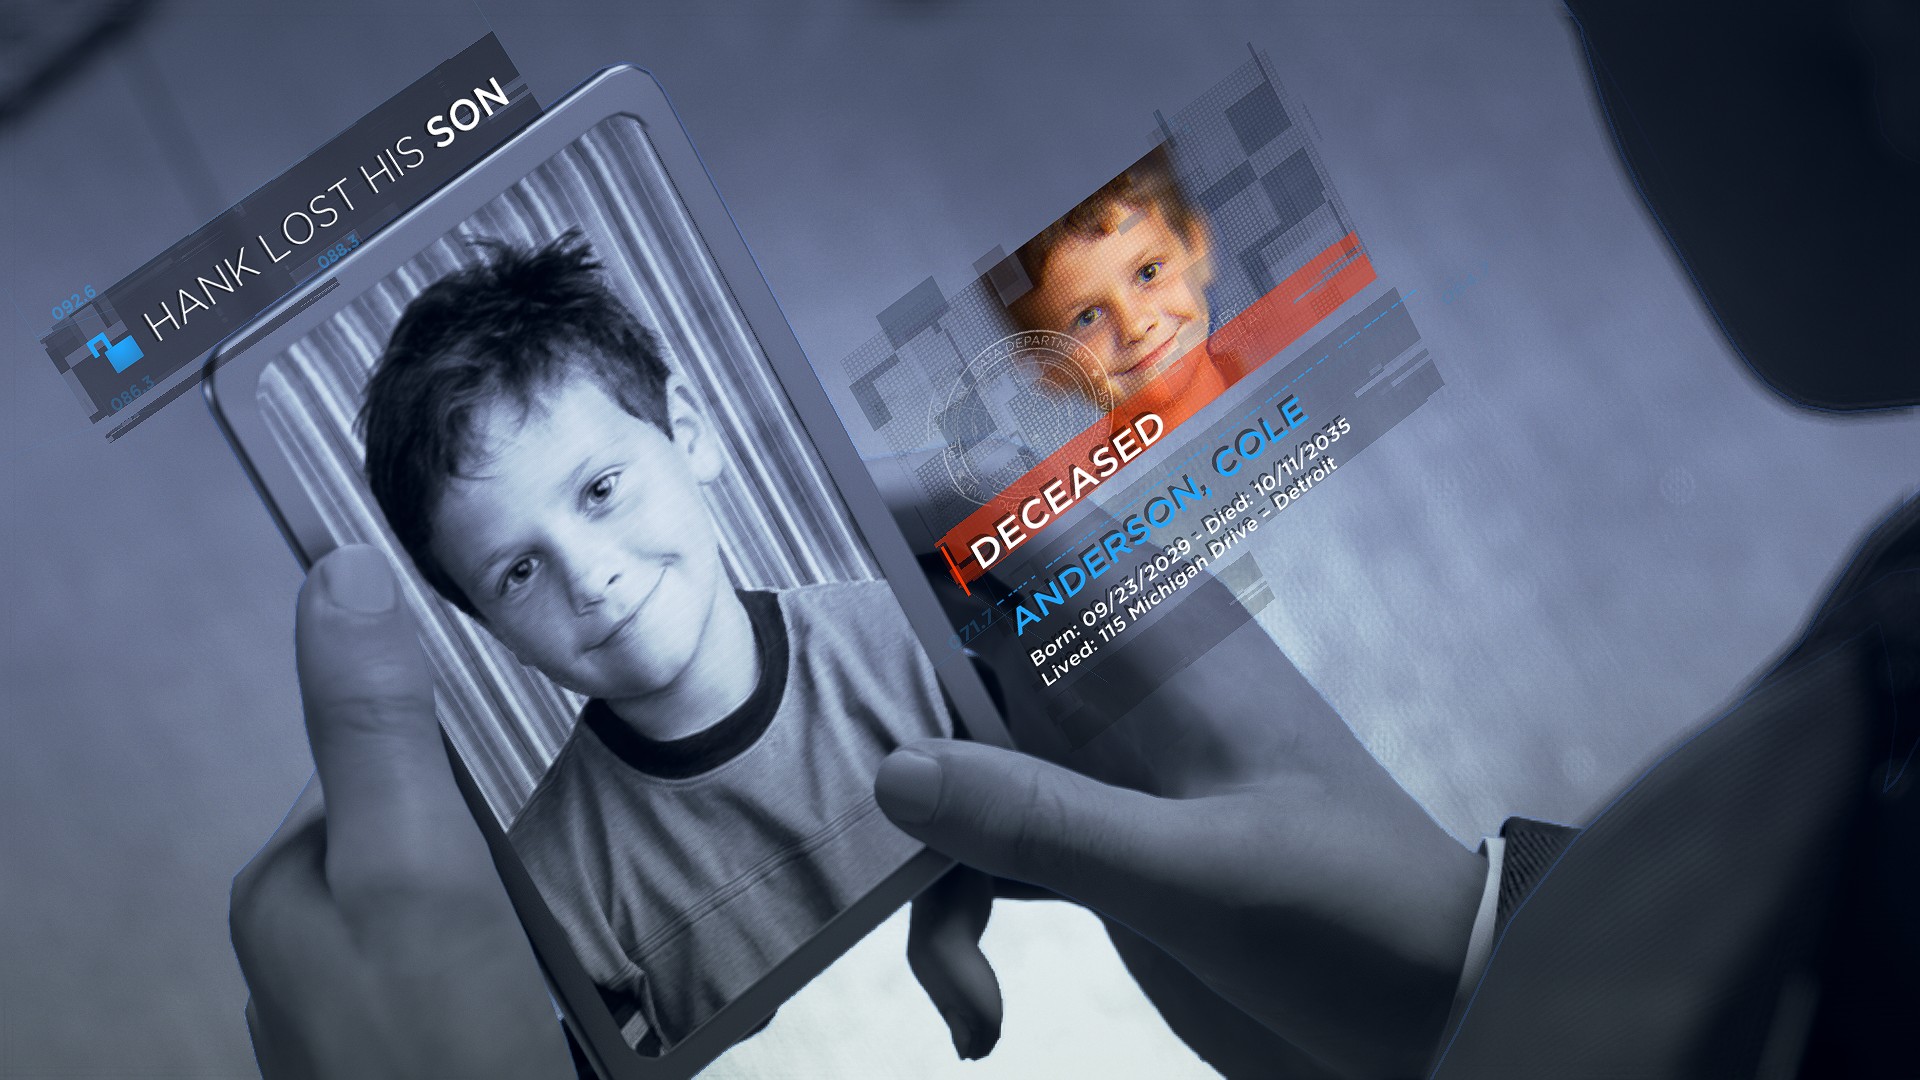 HANK LOST HIS SON
092.6
088.3
086.3
DECEASED
ANDERSON, COLE
071.7
Born: 09/23/2029 - Died: 10/11/2035
Lived: 115 Michigan Drive - Detroit